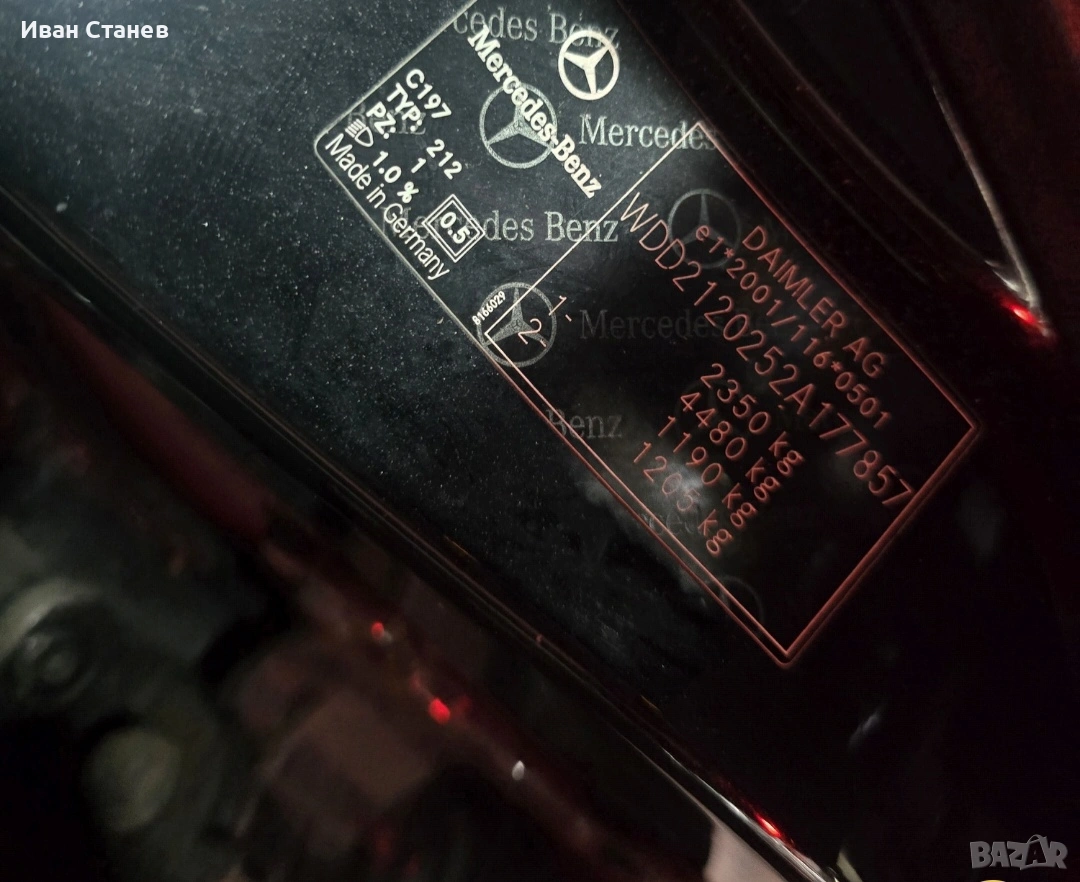 Иван Станев
cedes Benz
Mercedes-Benz
Mercedes
Mercedes Benz
Mercedes
Benz
C197
TYP: 212
PZ: 1
1.0 %
0.5
Made in Germany
8166029
DAIMLER AG
e1*2001/116*0501
WDD2120252A177857
2350 kg
4480 kg
1- 1190 kg
2- 1205 kg
BAZAR